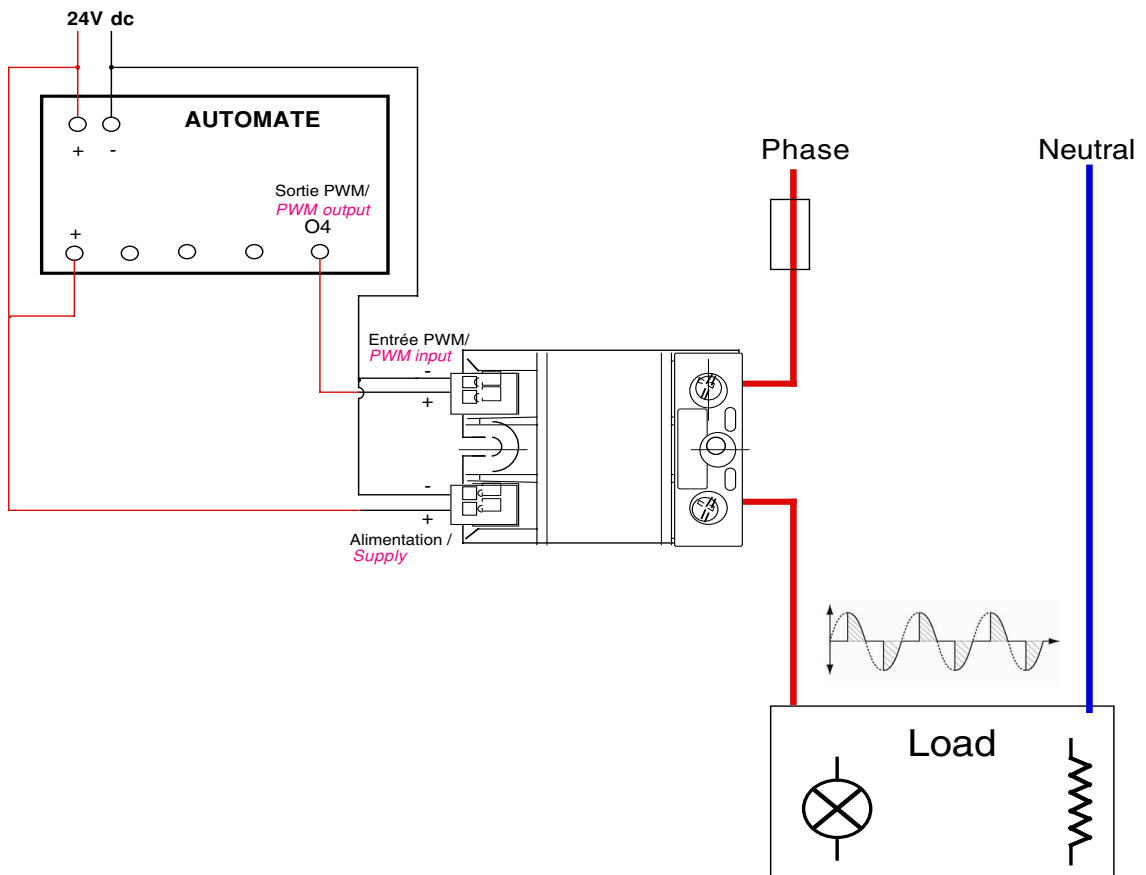 24V dc
AUTOMATE
+ -
Sortie PWM/
PWM output
+ O4
Phase
Neutral
Entrée PWM/
PWM input
-
+
-
+
Alimentation /
Supply
Load